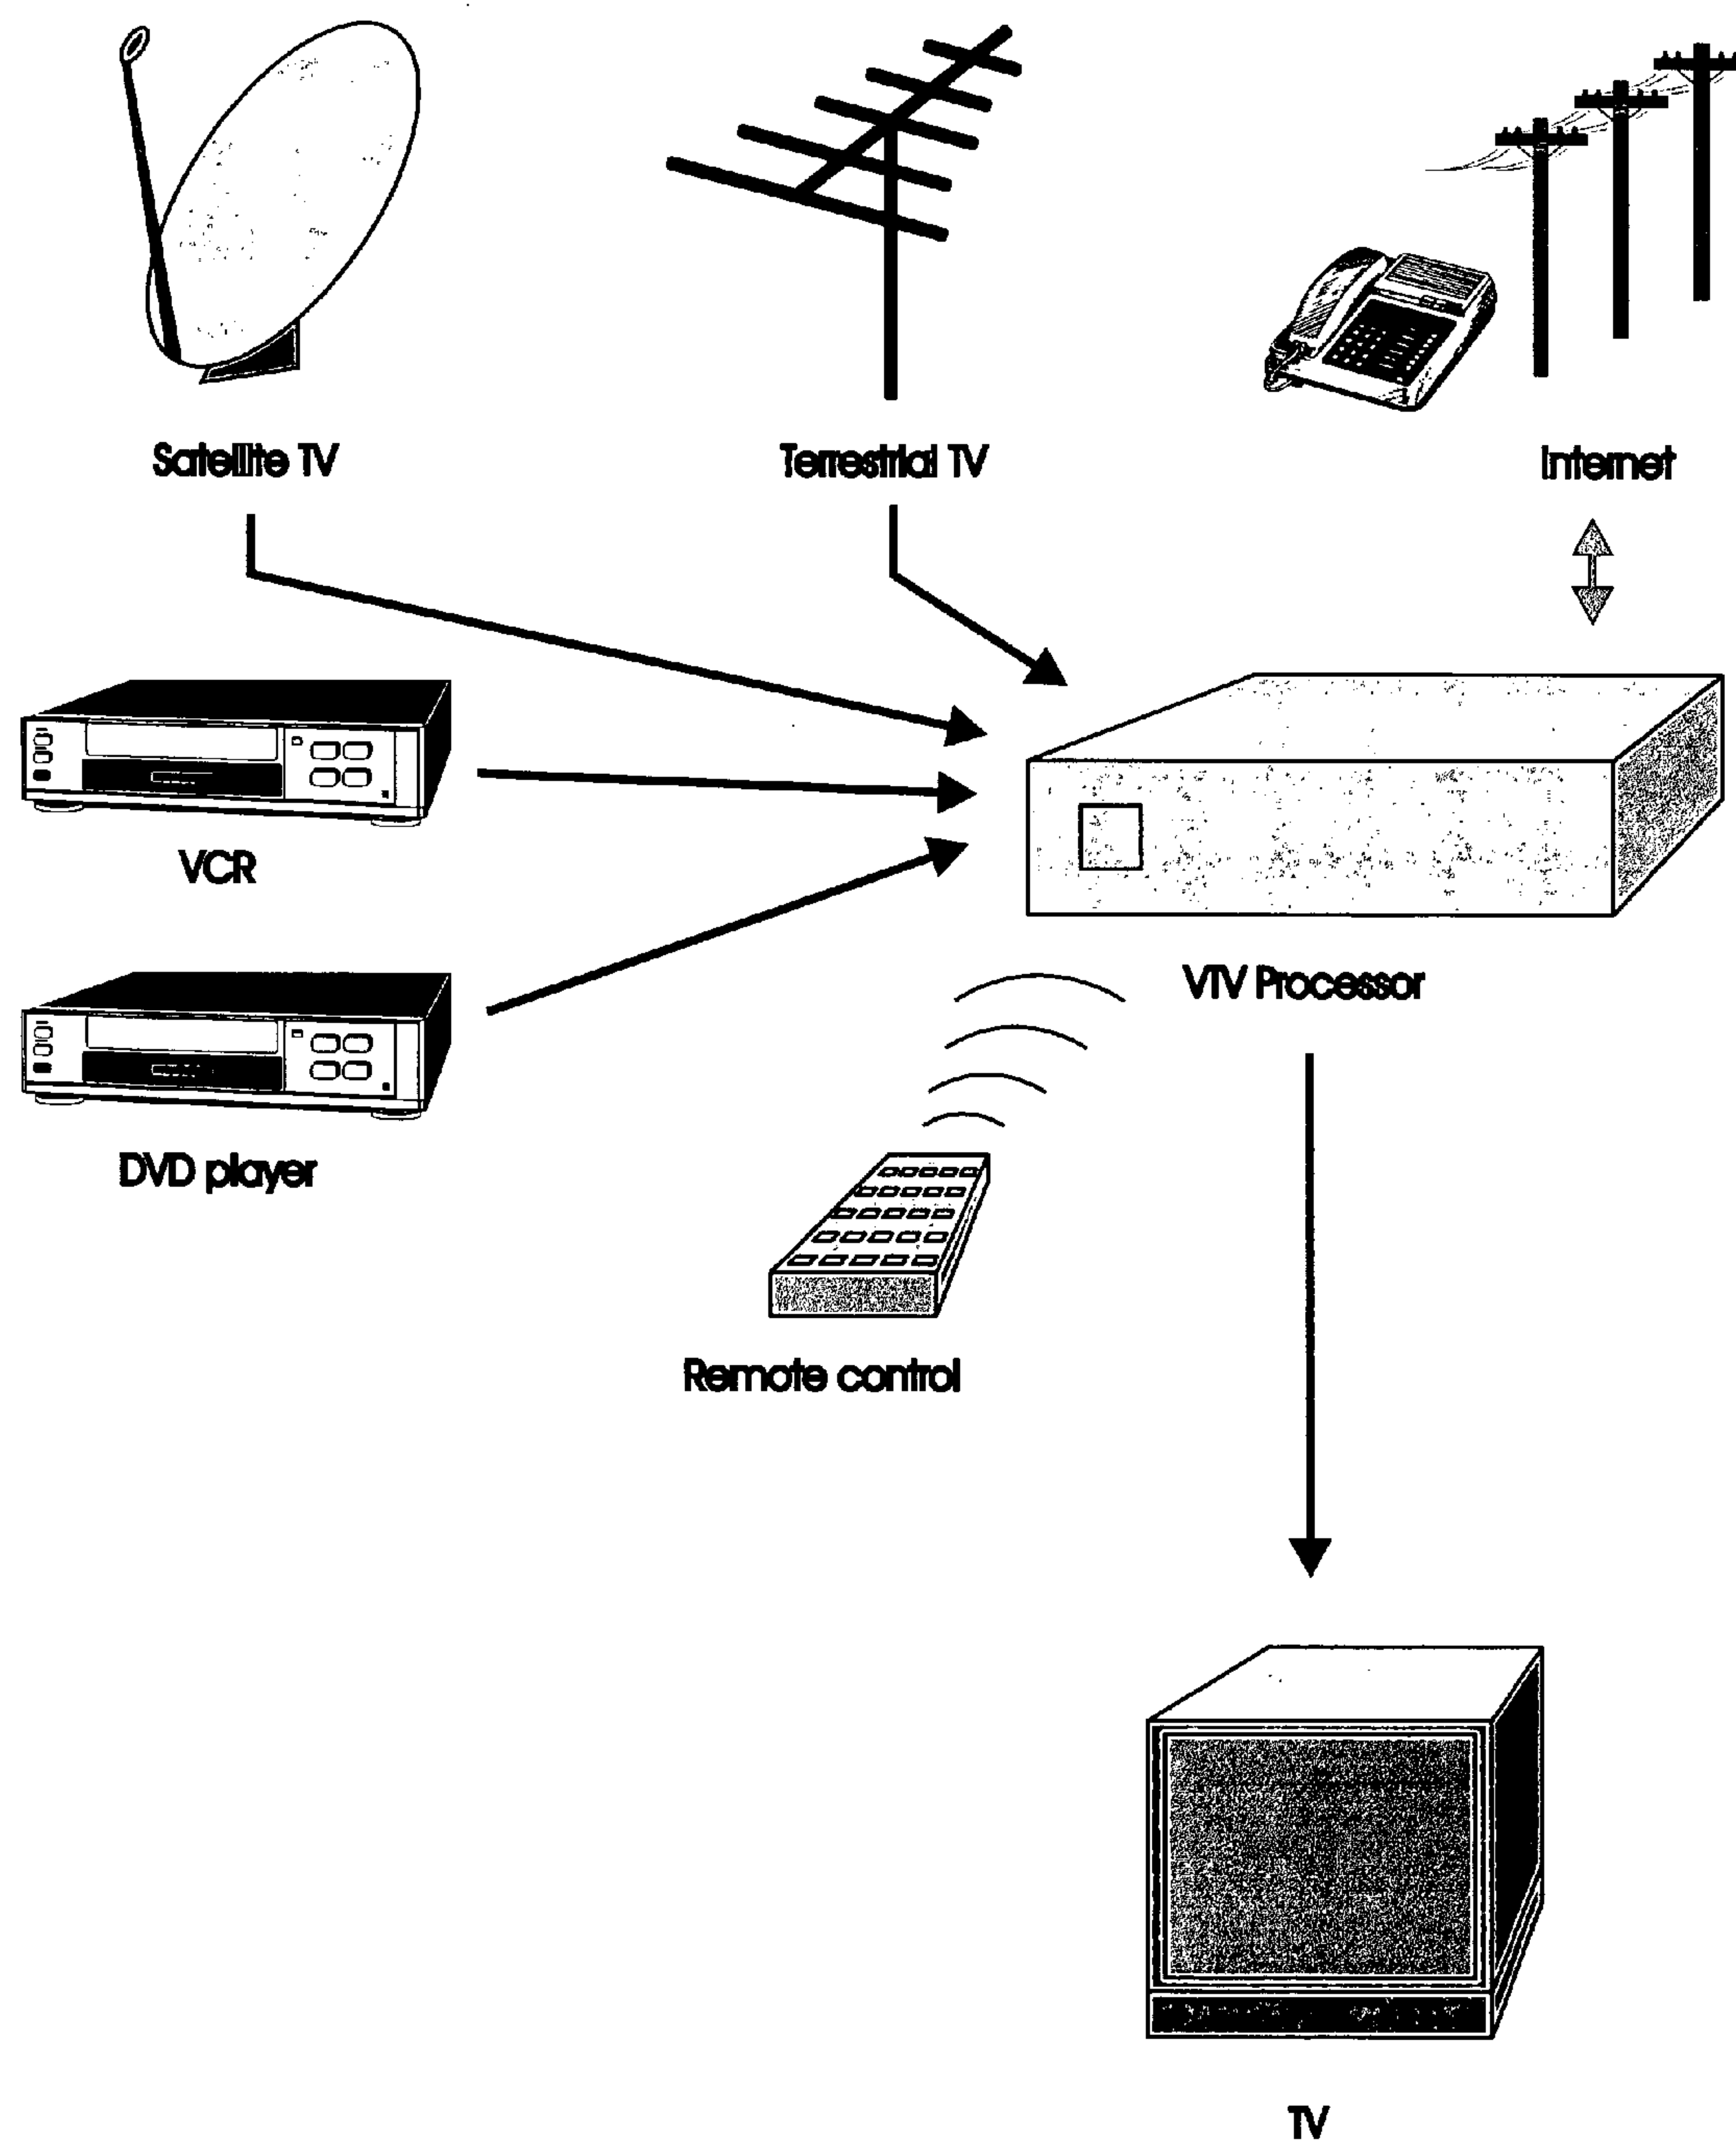 Satellite TV
Terrestrial TV
Internet
VCR
VTV Processor
DVD player
Remote control
TV